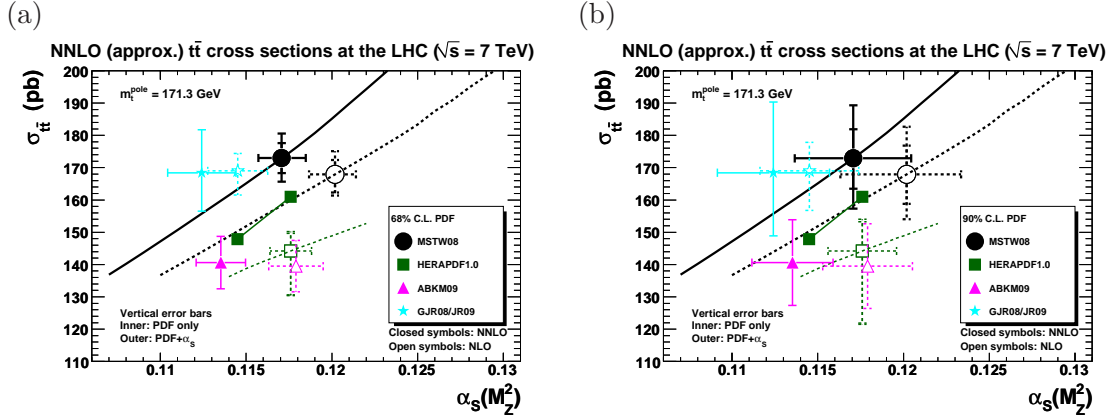 (a)
NNLO (approx.) tt̄ cross sections at the LHC (√s = 7 TeV)
σtt̄ (pb)
200
190
180
170
160
150
140
130
120
110
m_t^pole = 171.3 GeV
68% C.L. PDF
MSTW08
HERAPDF1.0
ABKM09
GJR08/JR09
Vertical error bars
Inner: PDF only
Outer: PDF+α_S
Closed symbols: NNLO
Open symbols: NLO
0.11 0.115 0.12 0.125 0.13
α_S(M_Z^2)
(b)
NNLO (approx.) tt̄ cross sections at the LHC (√s = 7 TeV)
σtt̄ (pb)
200
190
180
170
160
150
140
130
120
110
m_t^pole = 171.3 GeV
90% C.L. PDF
MSTW08
HERAPDF1.0
ABKM09
GJR08/JR09
Vertical error bars
Inner: PDF only
Outer: PDF+α_S
Closed symbols: NNLO
Open symbols: NLO
0.11 0.115 0.12 0.125 0.13
α_S(M_Z^2)